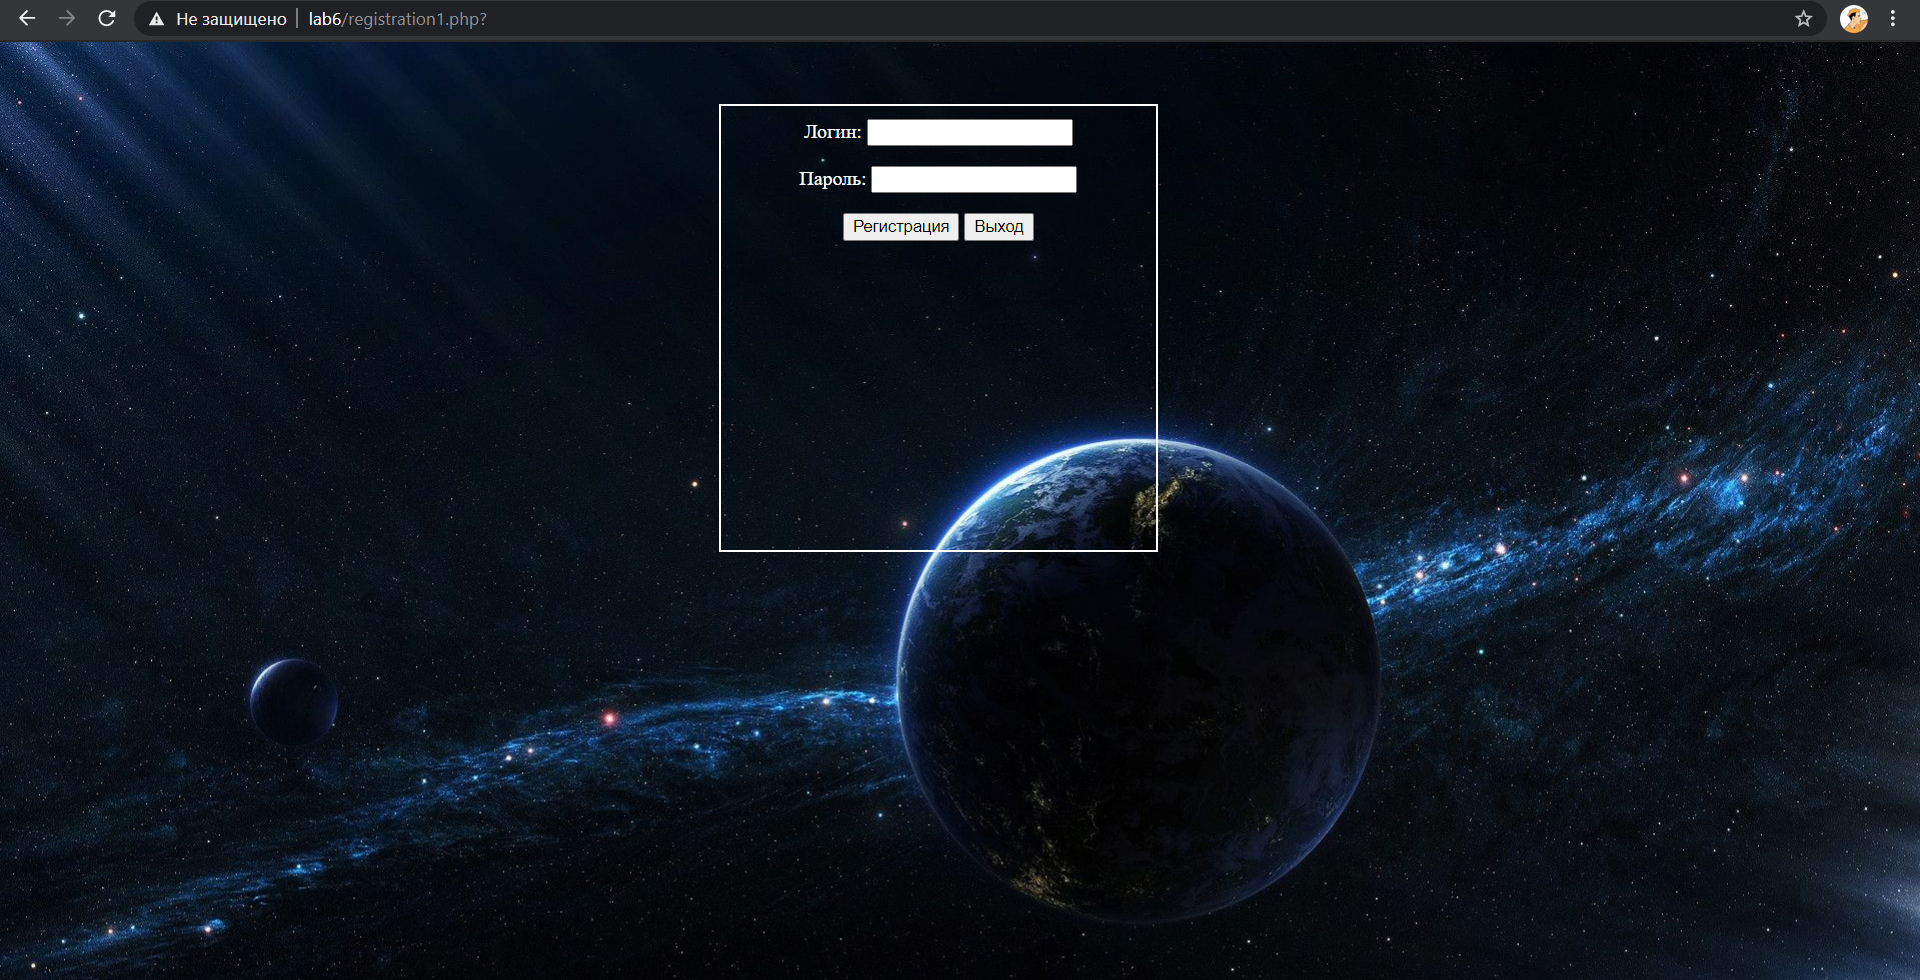 Не защищено lab6/registration1.php?
Логин:
Пароль:
Регистрация Выход